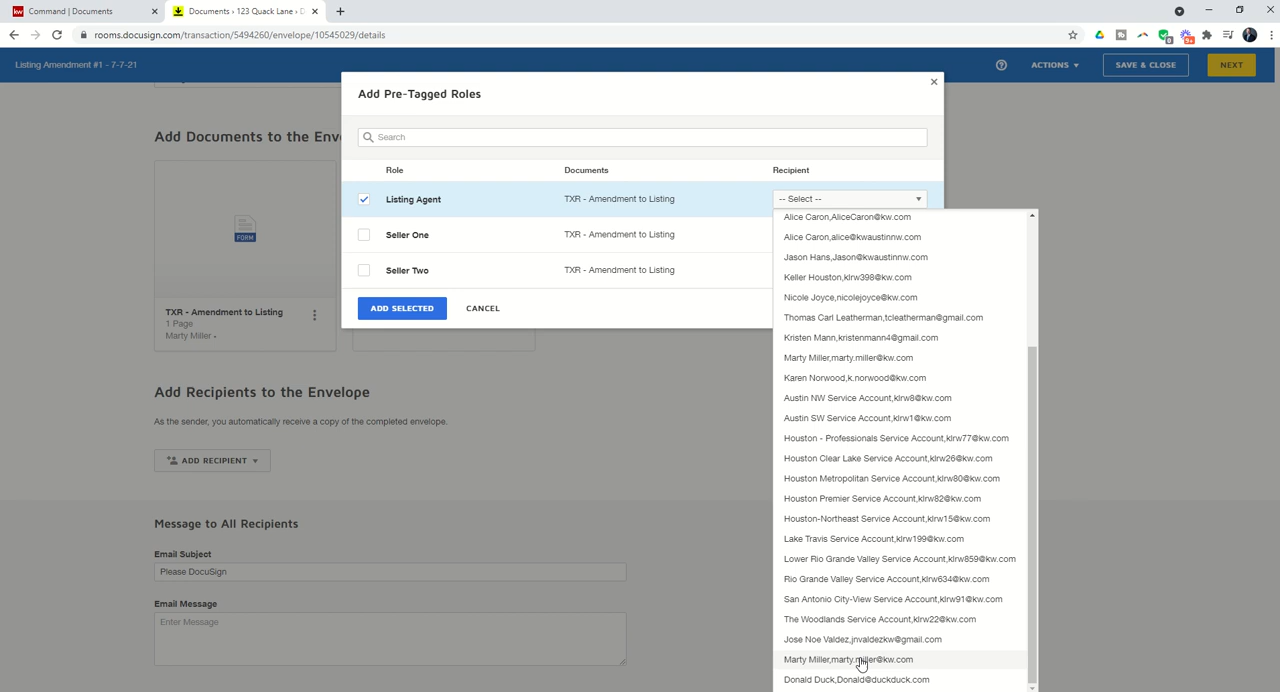 Command | Documents
Documents › 123 Quack Lane › D
rooms.docusign.com/transaction/5494260/envelope/10545029/details
Listing Amendment #1 - 7-7-21
ACTIONS
SAVE & CLOSE
NEXT
Add Pre-Tagged Roles
Search
Role
Documents
Recipient
Listing Agent
TXR - Amendment to Listing
-- Select --
Seller One
TXR - Amendment to Listing
Seller Two
TXR - Amendment to Listing
ADD SELECTED
CANCEL
Alice Caron,AliceCaron@kw.com
Alice Caron,alice@kwaustinnw.com
Jason Hans,Jason@kwaustinnw.com
Keller Houston,klrw398@kw.com
Nicole Joyce,nicolejoyce@kw.com
Thomas Carl Leatherman,tcleatherman@gmail.com
Kristen Mann,kristenmann4@gmail.com
Marty Miller,marty.miller@kw.com
Karen Norwood,k.norwood@kw.com
Austin NW Service Account,klrw8@kw.com
Austin SW Service Account,klrw1@kw.com
Houston - Professionals Service Account,klrw77@kw.com
Houston Clear Lake Service Account,klrw26@kw.com
Houston Metropolitan Service Account,klrw80@kw.com
Houston Premier Service Account,klrw82@kw.com
Houston-Northeast Service Account,klrw15@kw.com
Lake Travis Service Account,klrw199@kw.com
Lower Rio Grande Valley Service Account,klrw859@kw.com
Rio Grande Valley Service Account,klrw634@kw.com
San Antonio City-View Service Account,klrw91@kw.com
The Woodlands Service Account,klrw22@kw.com
Jose Noe Valdez,jnvaldezkw@gmail.com
Marty Miller,marty.miller@kw.com
Donald Duck,Donald@duckduck.com
Add Documents to the Env
FORM
TXR - Amendment to Listing
1 Page
Marty Miller •
Add Recipients to the Envelope
As the sender, you automatically receive a copy of the completed envelope.
ADD RECIPIENT
Message to All Recipients
Email Subject
Please DocuSign
Email Message
Enter Message